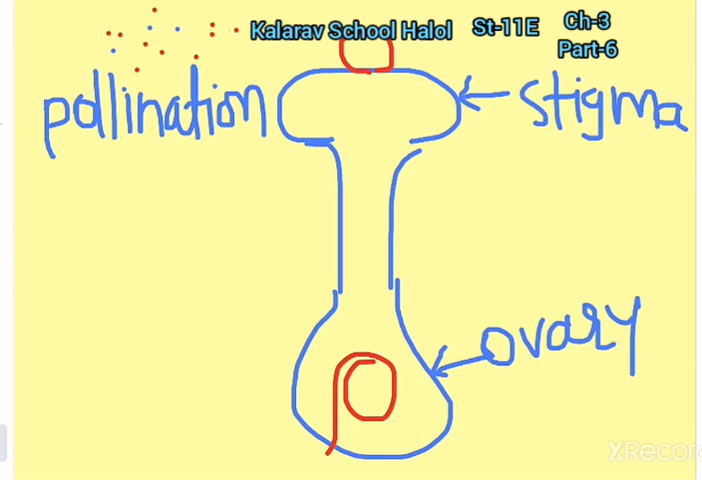 Kalarav School Halol St-11E Ch-3
Part-6
pollination stigma
ovary
XRecor